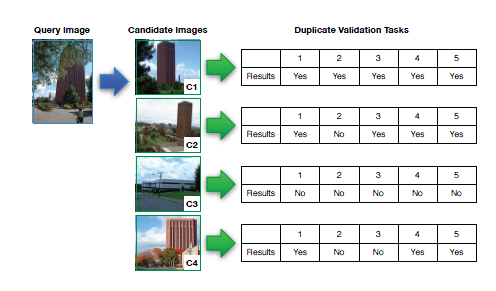 Query Image Candidate Images Duplicate Validation Tasks
C1
1 2 3 4 5
Results Yes Yes Yes Yes Yes
C2
1 2 3 4 5
Results Yes No Yes Yes Yes
C3
1 2 3 4 5
Results No No No No No
C4
1 2 3 4 5
Results Yes No No Yes Yes